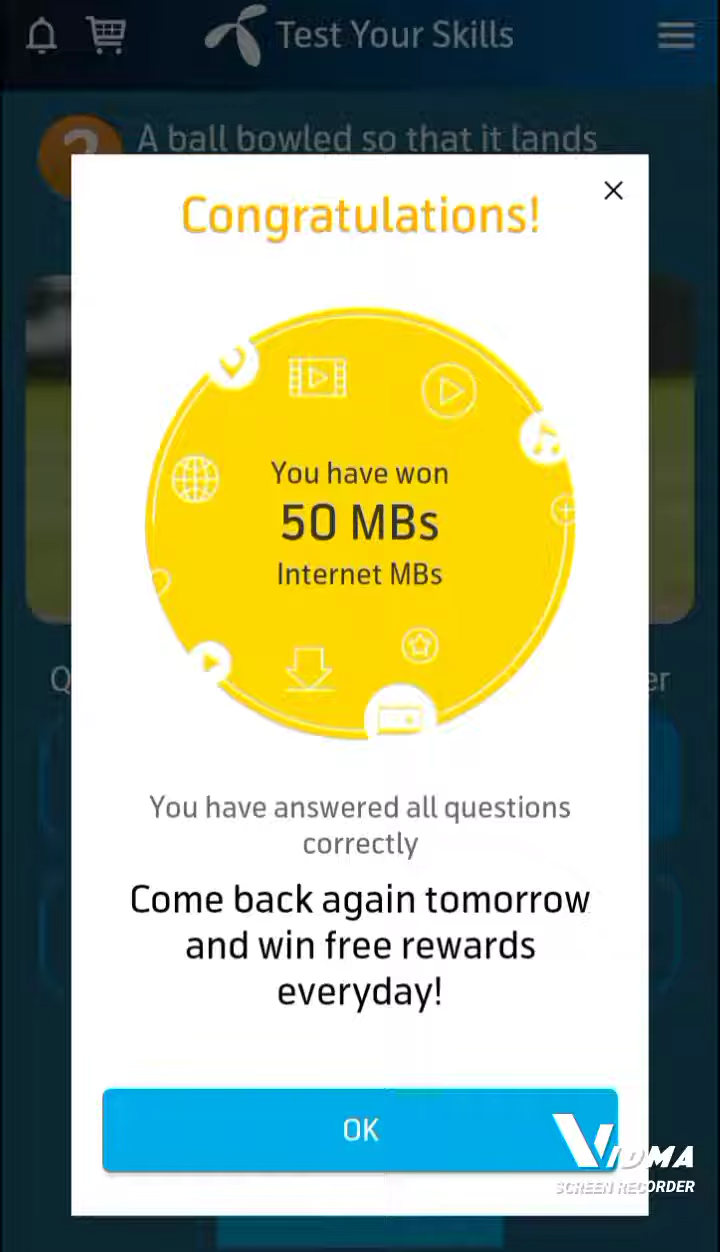 Test Your Skills
?
A ball bowled so that it lands
Congratulations!
You have won
50 MBs
Internet MBs
Q
er
You have answered all questions
correctly
Come back again tomorrow
and win free rewards
everyday!
OK
VIDMA
SCREEN RECORDER